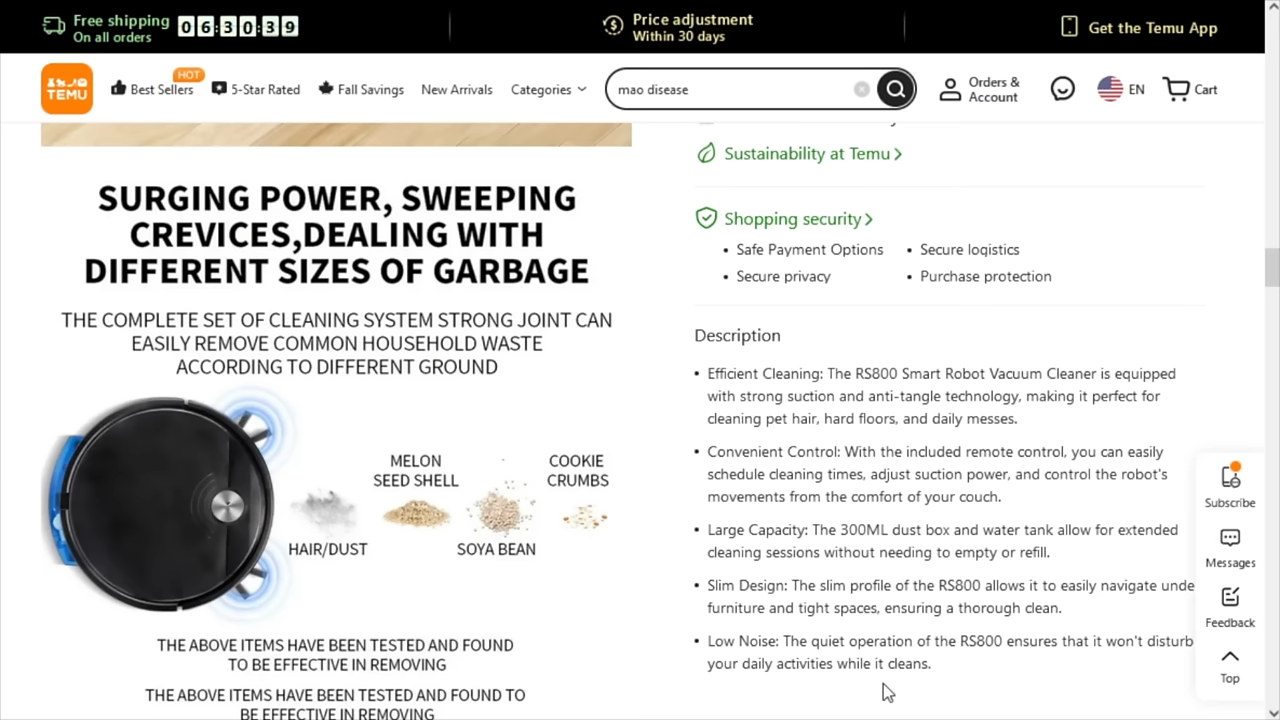 Free shipping
On all orders
06:30:39
Price adjustment
Within 30 days
Get the Temu App
TEMU
HOT
Best Sellers
5-Star Rated
Fall Savings
New Arrivals
Categories
mao disease
Orders &
Account
EN
Cart
SURGING POWER, SWEEPING
CREVICES,DEALING WITH
DIFFERENT SIZES OF GARBAGE
THE COMPLETE SET OF CLEANING SYSTEM STRONG JOINT CAN
EASILY REMOVE COMMON HOUSEHOLD WASTE
ACCORDING TO DIFFERENT GROUND
MELON
SEED SHELL
COOKIE
CRUMBS
HAIR/DUST
SOYA BEAN
THE ABOVE ITEMS HAVE BEEN TESTED AND FOUND
TO BE EFFECTIVE IN REMOVING
THE ABOVE ITEMS HAVE BEEN TESTED AND FOUND TO
BE EFFECTIVE IN REMOVING
Sustainability at Temu
Shopping security
• Safe Payment Options
• Secure logistics
• Secure privacy
• Purchase protection
Description
• Efficient Cleaning: The RS800 Smart Robot Vacuum Cleaner is equipped
with strong suction and anti-tangle technology, making it perfect for
cleaning pet hair, hard floors, and daily messes.
• Convenient Control: With the included remote control, you can easily
schedule cleaning times, adjust suction power, and control the robot's
movements from the comfort of your couch.
• Large Capacity: The 300ML dust box and water tank allow for extended
cleaning sessions without needing to empty or refill.
• Slim Design: The slim profile of the RS800 allows it to easily navigate unde
furniture and tight spaces, ensuring a thorough clean.
• Low Noise: The quiet operation of the RS800 ensures that it won't disturb
your daily activities while it cleans.
Subscribe
Messages
Feedback
Top